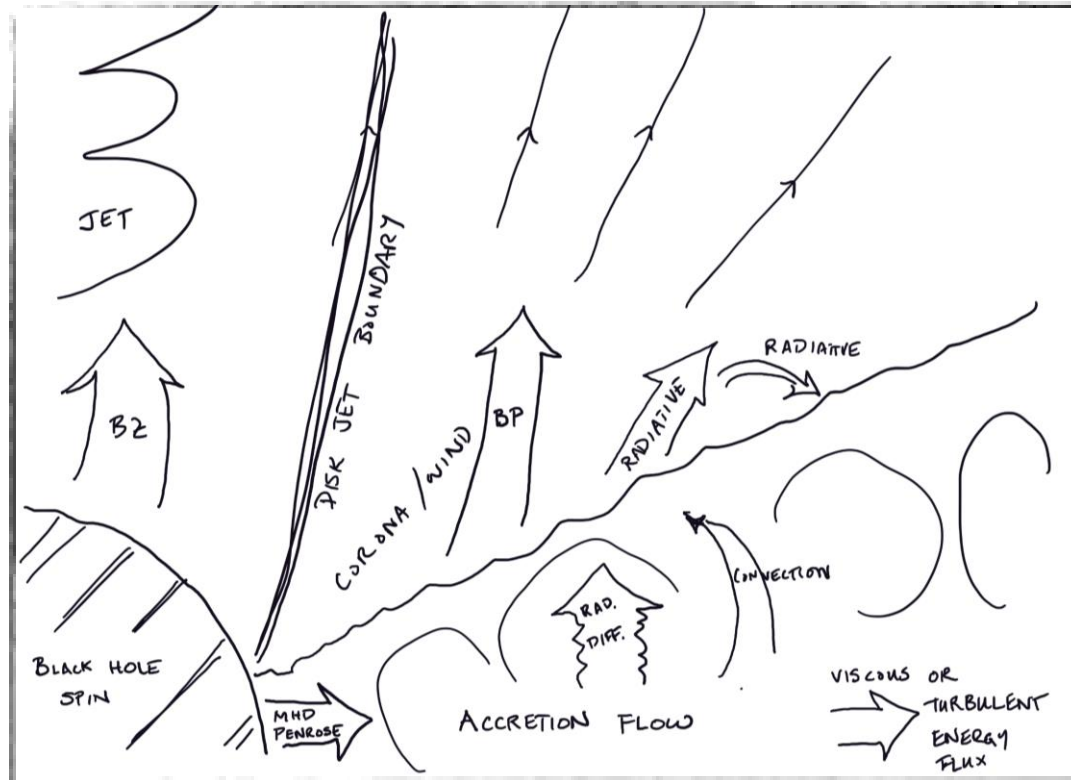 JET
BZ
DISK JET BOUNDARY
CORONA / WIND
BP
RADIATIVE
RADIATIVE
BLACK HOLE
SPIN
MHD
PENROSE
RAD.
DIFF.
CONVECTION
ACCRETION FLOW
VISCOUS OR
TURBULENT
ENERGY
FLUX